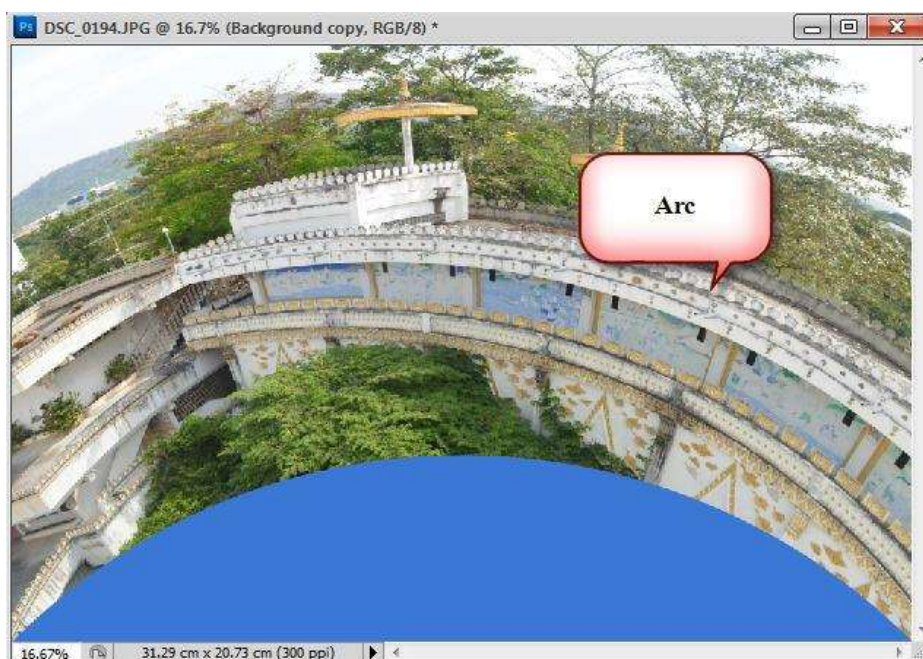 Ps DSC_0194.JPG @ 16.7% (Background copy, RGB/8) *
Arc
16.67% 31.29 cm x 20.73 cm (300 ppi)